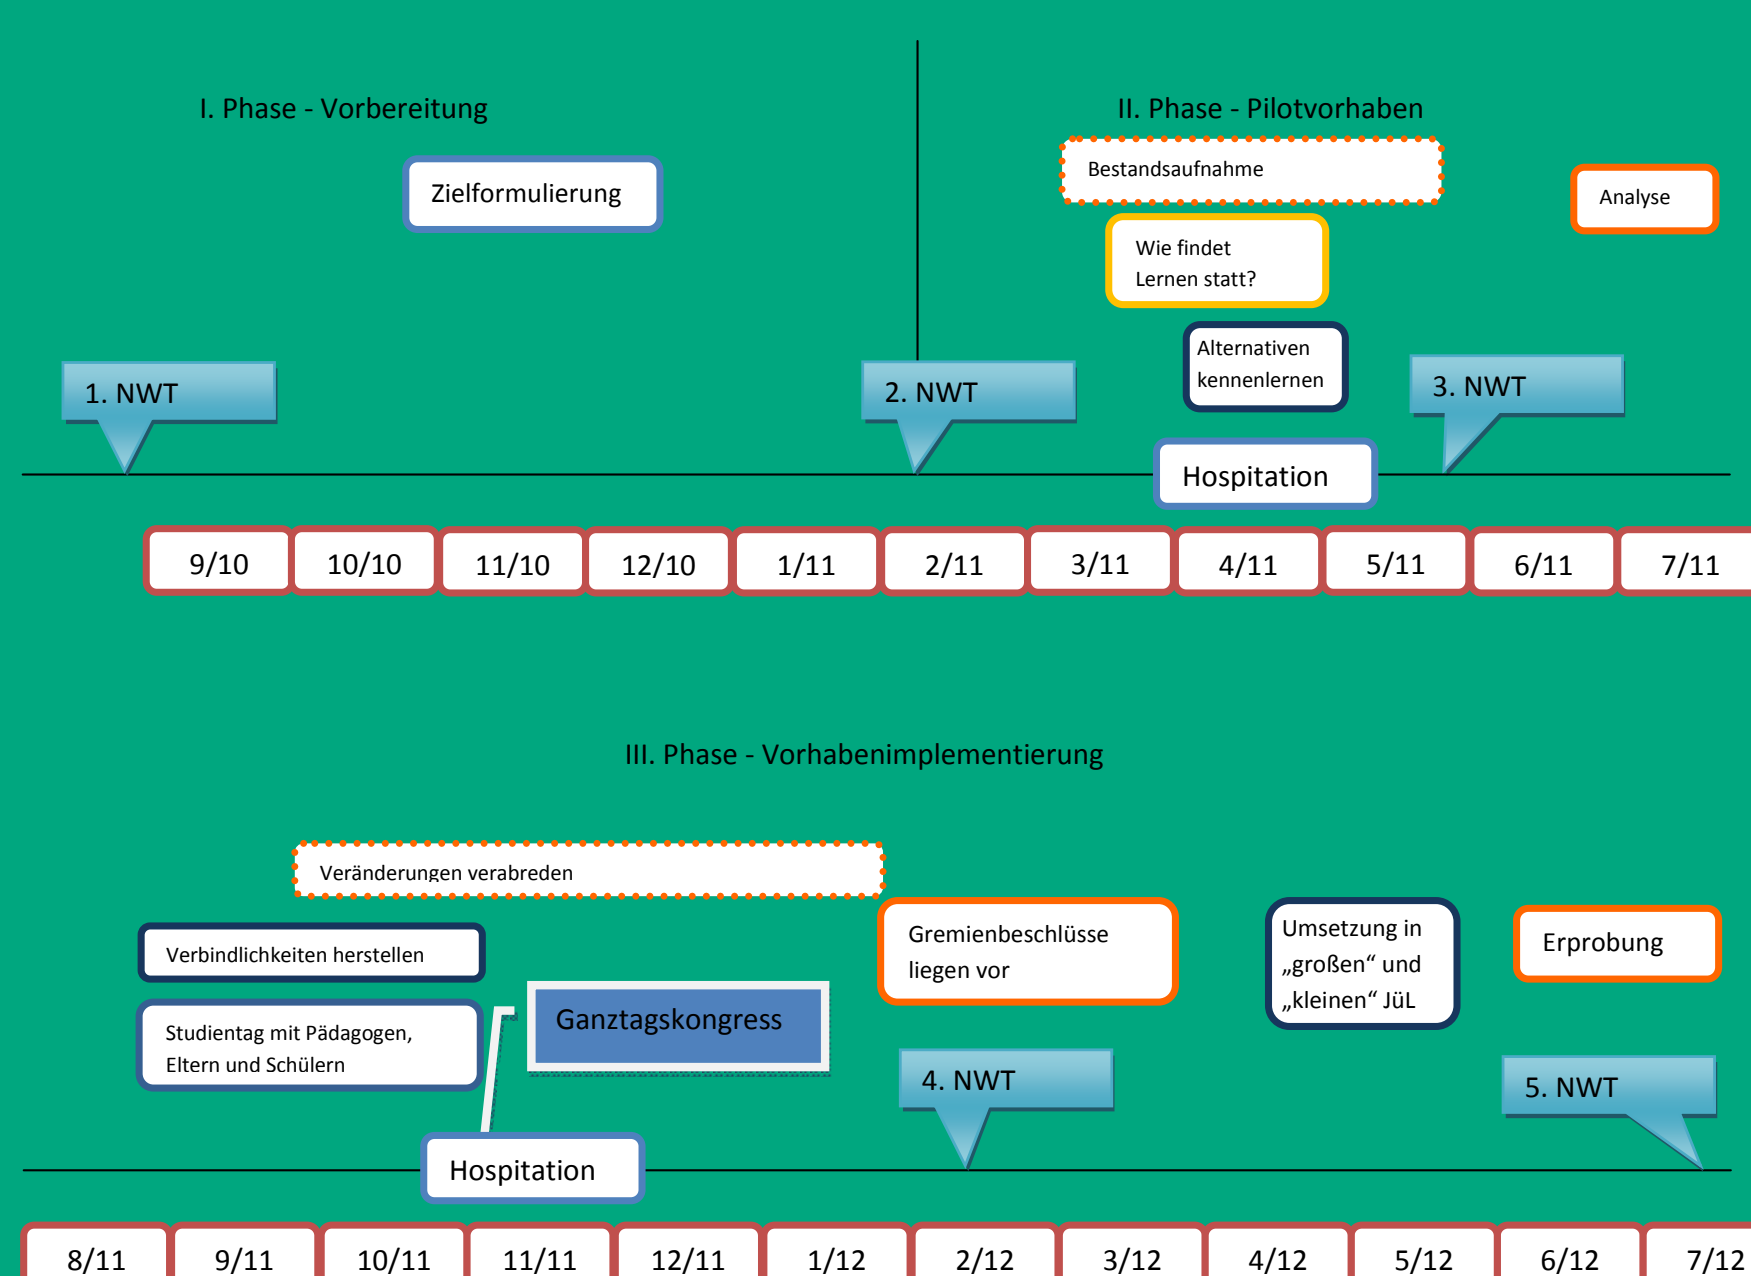 I. Phase - Vorbereitung
II. Phase - Pilotvorhaben
Zielformulierung
Bestandsaufnahme
Analyse
Wie findet
Lernen statt?
Alternativen
kennenlernen
1. NWT
2. NWT
3. NWT
Hospitation
9/10
10/10
11/10
12/10
1/11
2/11
3/11
4/11
5/11
6/11
7/11
III. Phase - Vorhabenimplementierung
Veränderungen verabreden
Verbindlichkeiten herstellen
Studientag mit Pädagogen,
Eltern und Schülern
Ganztagskongress
Gremienbeschlüsse
liegen vor
Umsetzung in
„großen“ und
„kleinen“ JüL
Erprobung
4. NWT
5. NWT
Hospitation
8/11
9/11
10/11
11/11
12/11
1/12
2/12
3/12
4/12
5/12
6/12
7/12